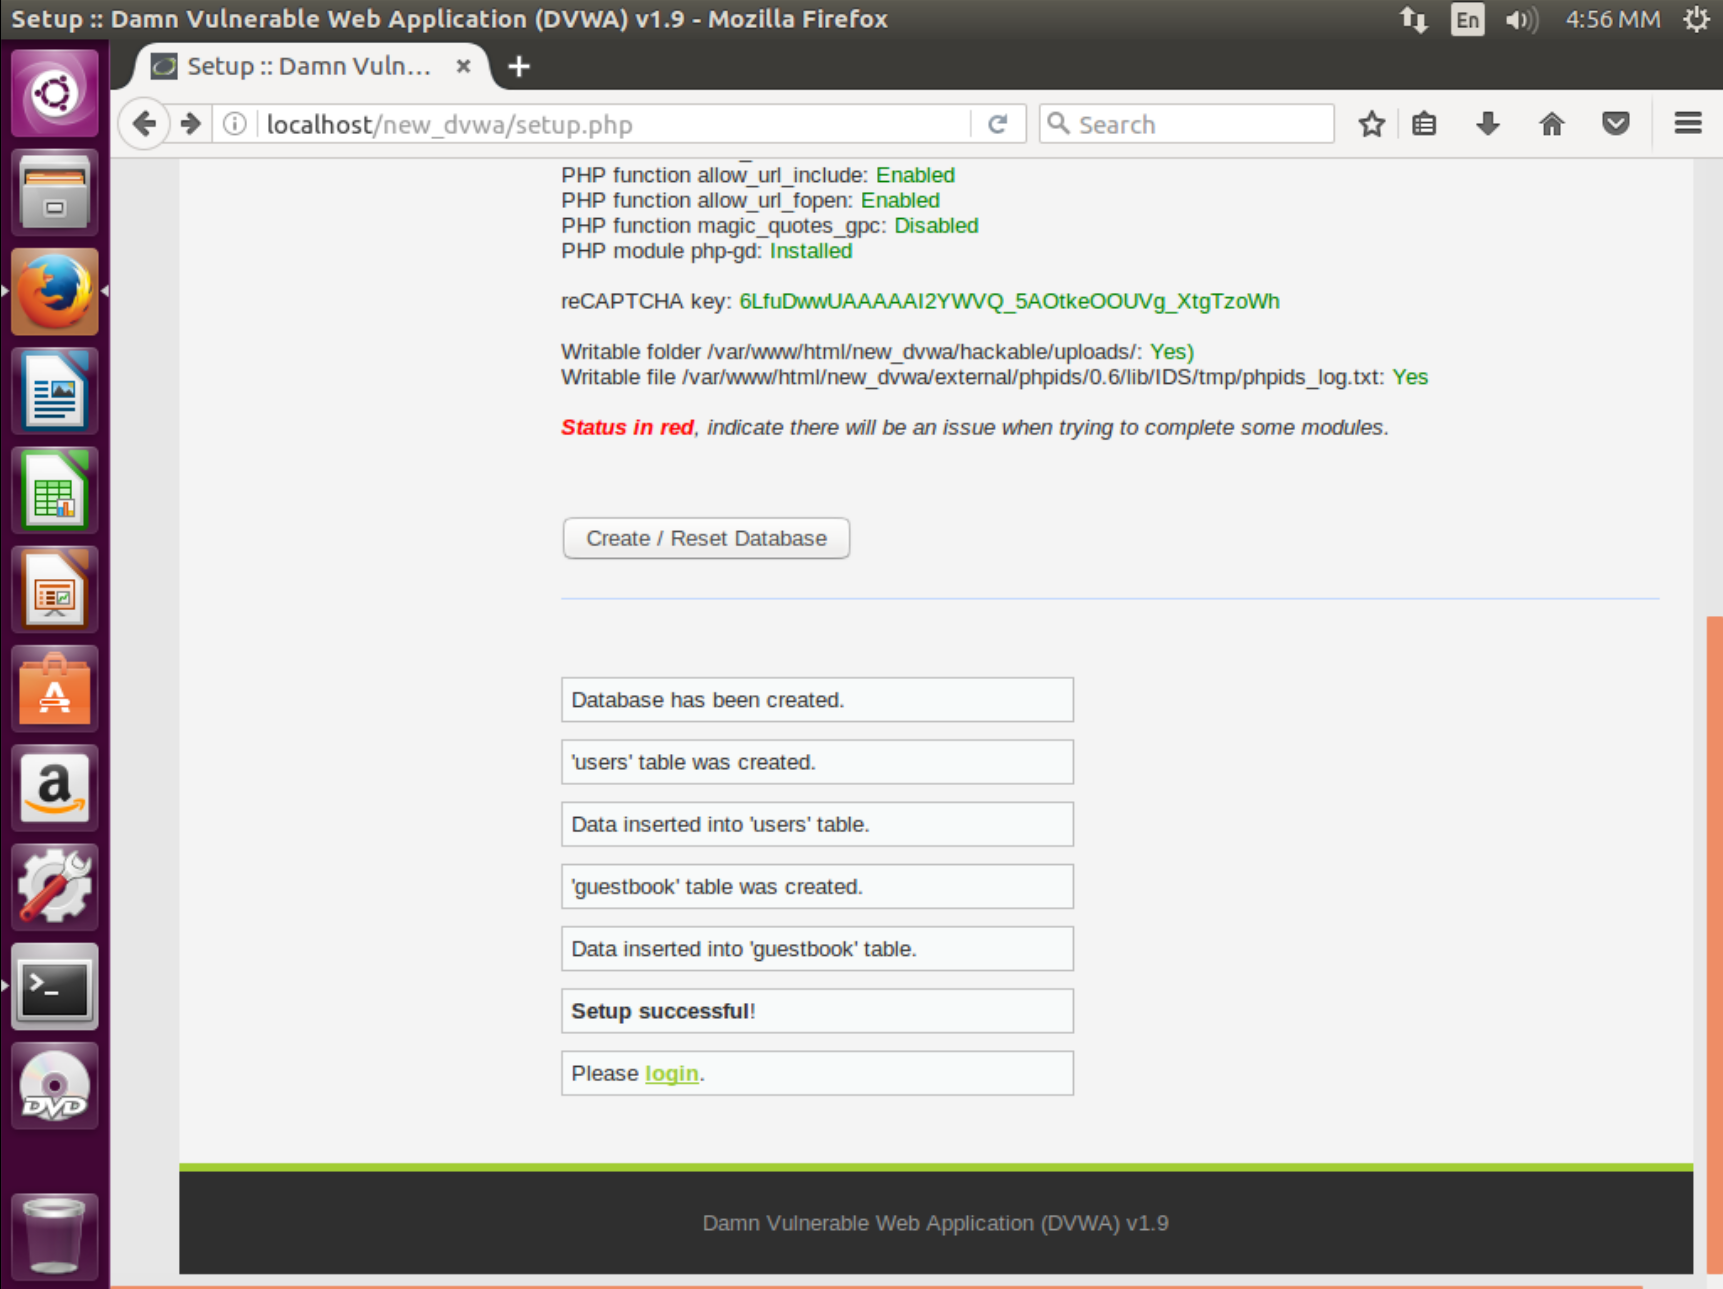 Setup :: Damn Vulnerable Web Application (DVWA) v1.9 - Mozilla Firefox
En
4:56 MM
Setup :: Damn Vuln...
localhost/new_dvwa/setup.php
Search
PHP function allow_url_include: Enabled
PHP function allow_url_fopen: Enabled
PHP function magic_quotes_gpc: Disabled
PHP module php-gd: Installed
reCAPTCHA key: 6LfuDwwUAAAAAI2YWVQ_5AOtkeOOUVg_XtgTzoWh
Writable folder /var/www/html/new_dvwa/hackable/uploads/: Yes)
Writable file /var/www/html/new_dvwa/external/phpids/0.6/lib/IDS/tmp/phpids_log.txt: Yes
Status in red, indicate there will be an issue when trying to complete some modules.
Create / Reset Database
Database has been created.
'users' table was created.
Data inserted into 'users' table.
'guestbook' table was created.
Data inserted into 'guestbook' table.
Setup successful!
Please login.
DVD
Damn Vulnerable Web Application (DVWA) v1.9